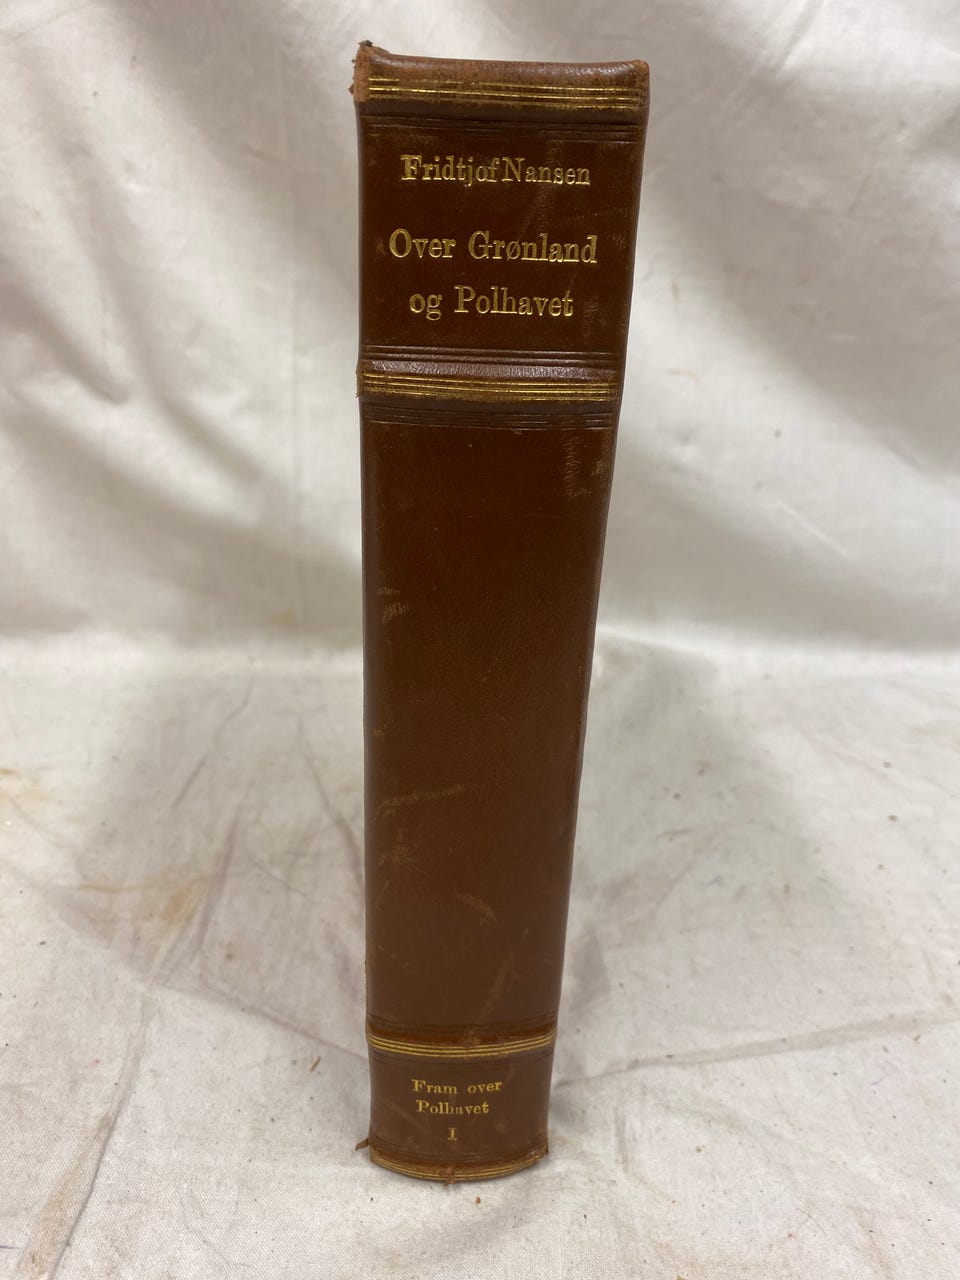 Fridtjof Nansen
Over Grønland
og Polhavet
Fram over
Polhavet
I